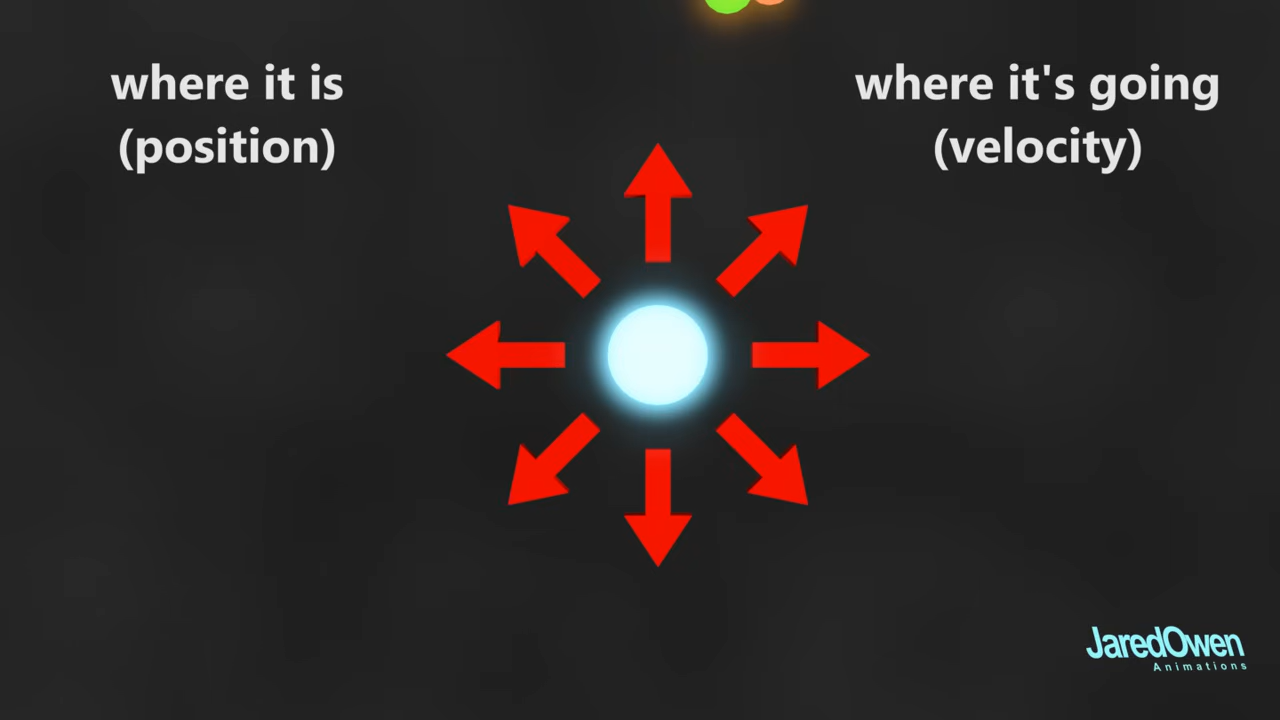 where it is
(position)
where it's going
(velocity)
JaredOwen
Animations